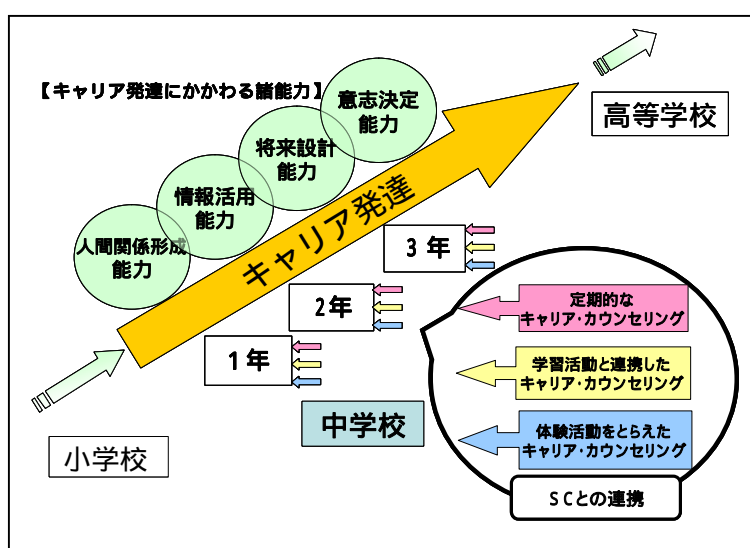 【キャリア発達にかかわる諸能力】
意志決定
能力
将来設計
能力
情報活用
能力
人間関係形成
能力
キャリア発達
高等学校
3年
2年
1年
中学校
小学校
定期的な
キャリア・カウンセリング
学習活動と連携した
キャリア・カウンセリング
体験活動をとらえた
キャリア・カウンセリング
SCとの連携